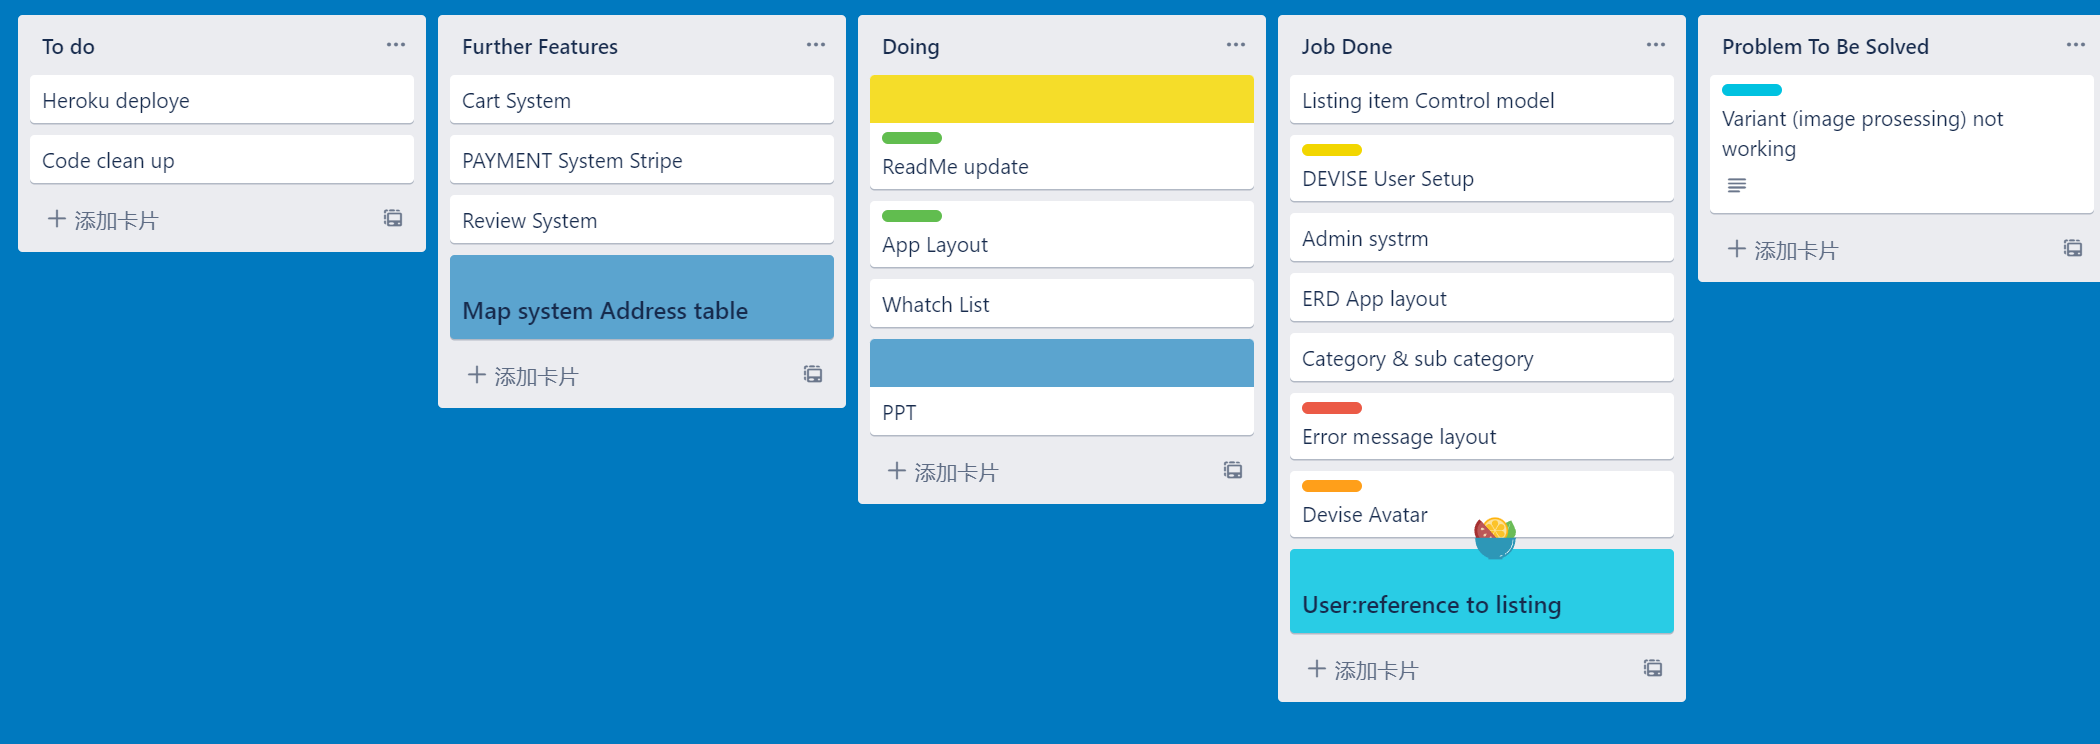 To do
Heroku deploye
Code clean up
添加卡片
Further Features
Cart System
PAYMENT System Stripe
Review System
Map system Address table
添加卡片
Doing
ReadMe update
App Layout
Whatch List
PPT
添加卡片
Job Done
Listing item Comtrol model
DEVISE User Setup
Admin systrm
ERD App layout
Category & sub category
Error message layout
Devise Avatar
User:reference to listing
添加卡片
Problem To Be Solved
Variant (image prosessing) not
working
添加卡片